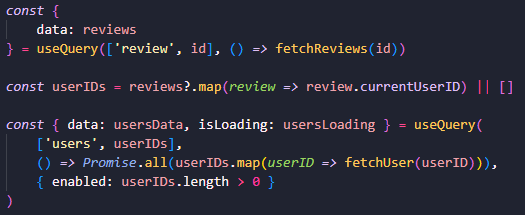 const {
    data: reviews
} = useQuery(['review', id], () => fetchReviews(id))

const userIDs = reviews?.map(review => review.currentUserID) || []

const { data: usersData, isLoading: usersLoading } = useQuery(
    ['users', userIDs],
    () => Promise.all(userIDs.map(userID => fetchUser(userID))),
    { enabled: userIDs.length > 0 }
)